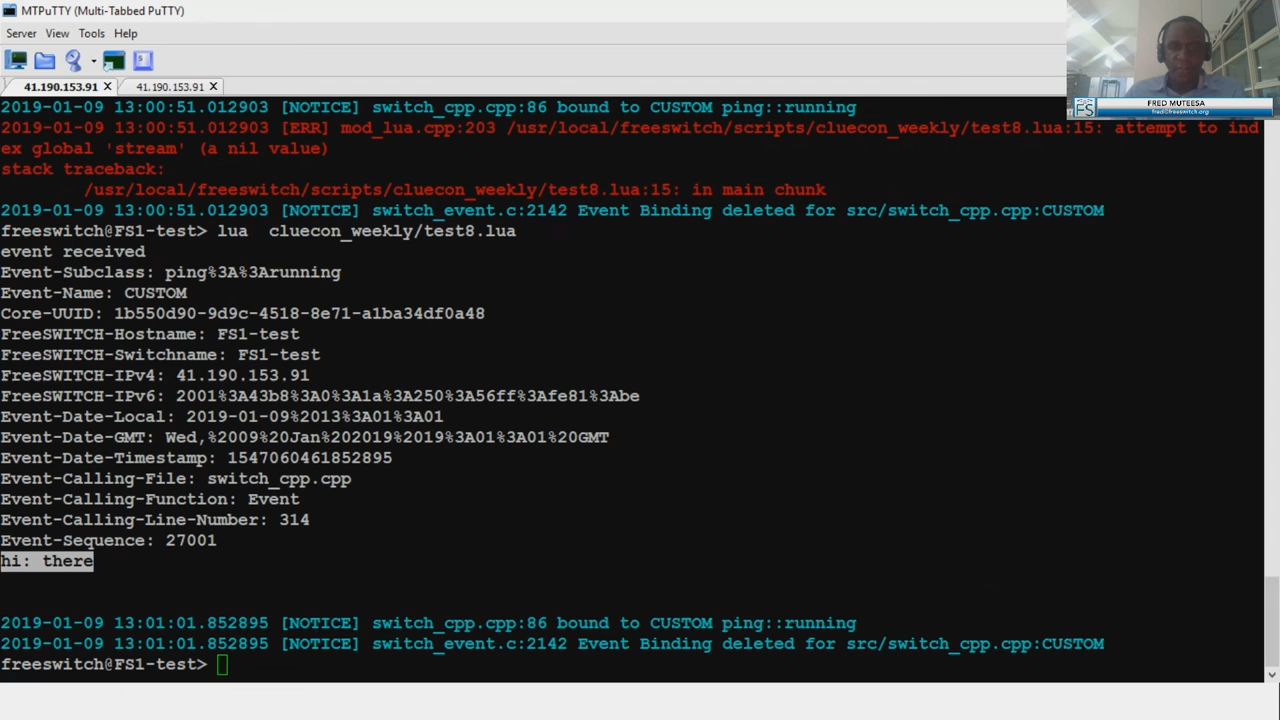 MTPuTTY (Multi-Tabbed PuTTY)
Server View Tools Help
41.190.153.91 41.190.153.91
2019-01-09 13:00:51.012903 [NOTICE] switch_cpp.cpp:86 bound to CUSTOM ping::running
2019-01-09 13:00:51.012903 [ERR] mod_lua.cpp:203 /usr/local/freeswitch/scripts/cluecon_weekly/test8.lua:15: attempt to ind
ex global 'stream' (a nil value)
stack traceback:
/usr/local/freeswitch/scripts/cluecon_weekly/test8.lua:15: in main chunk
2019-01-09 13:00:51.012903 [NOTICE] switch_event.c:2142 Event Binding deleted for src/switch_cpp.cpp:CUSTOM
freeswitch@FS1-test> lua  cluecon_weekly/test8.lua
event received
Event-Subclass: ping%3A%3Arunning
Event-Name: CUSTOM
Core-UUID: 1b550d90-9d9c-4518-8e71-a1ba34df0a48
FreeSWITCH-Hostname: FS1-test
FreeSWITCH-Switchname: FS1-test
FreeSWITCH-IPv4: 41.190.153.91
FreeSWITCH-IPv6: 2001%3A43b8%3A0%3A1a%3A250%3A56ff%3Afe81%3Abe
Event-Date-Local: 2019-01-09%2013%3A01%3A01
Event-Date-GMT: Wed,%2009%20Jan%202019%2019%3A01%3A01%20GMT
Event-Date-Timestamp: 1547060461852895
Event-Calling-File: switch_cpp.cpp
Event-Calling-Function: Event
Event-Calling-Line-Number: 314
Event-Sequence: 27001
hi: there
2019-01-09 13:01:01.852895 [NOTICE] switch_cpp.cpp:86 bound to CUSTOM ping::running
2019-01-09 13:01:01.852895 [NOTICE] switch_event.c:2142 Event Binding deleted for src/switch_cpp.cpp:CUSTOM
freeswitch@FS1-test>
FS
FRED MUTEESA
fred@freeswitch.org